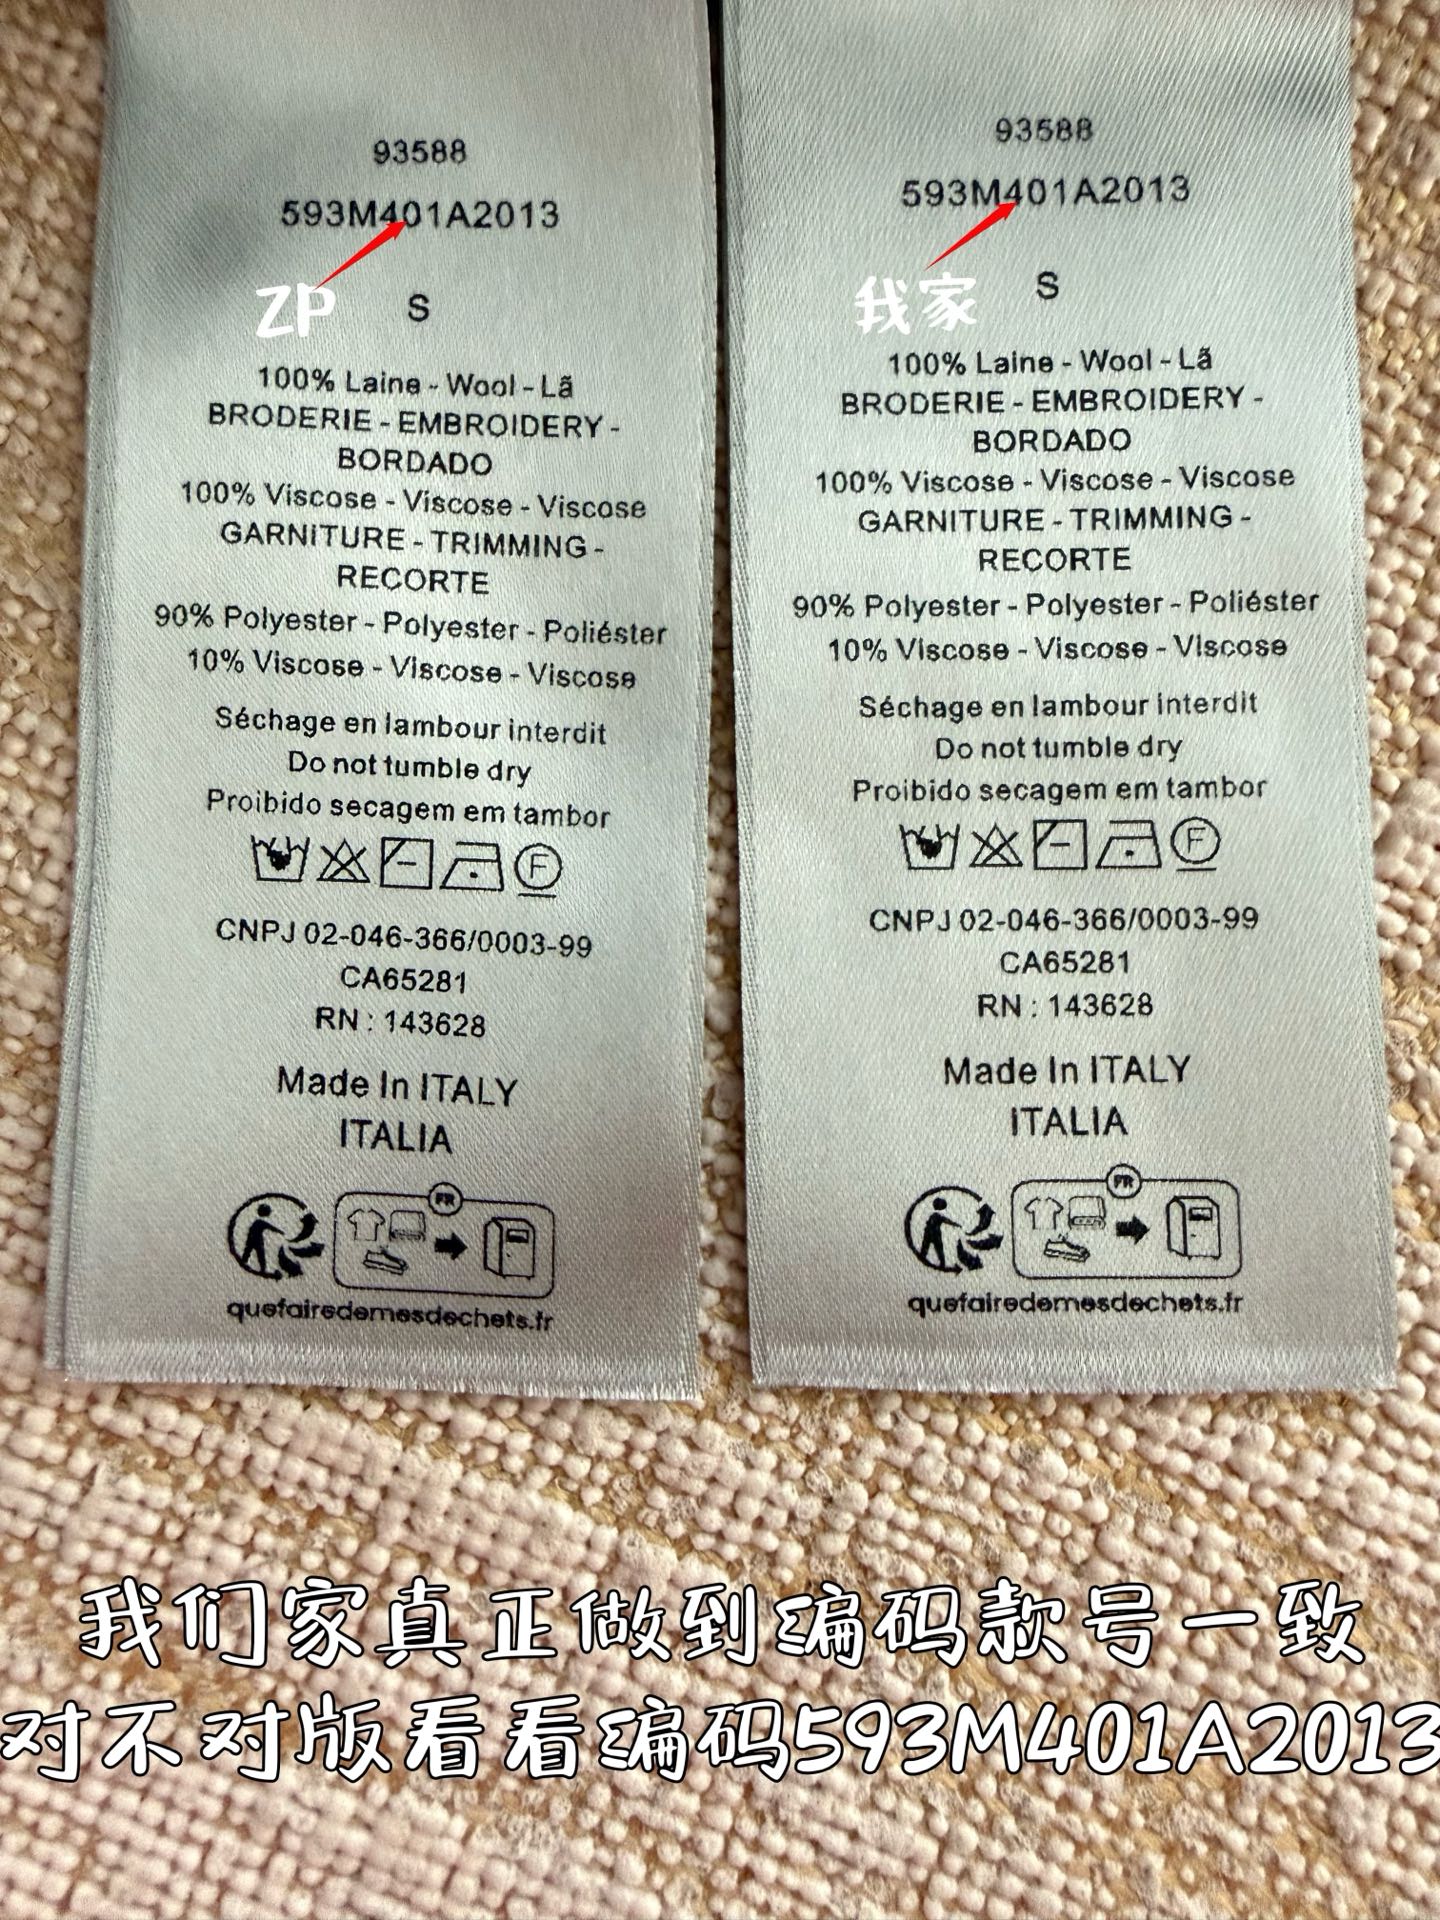 93588
593M401A2013
ZP
S
100% Laine - Wool - Lã
BRODERIE - EMBROIDERY -
BORDADO
100% Viscose - Viscose - Viscose
GARNITURE - TRIMMING -
RECORTE
90% Polyester - Polyester - Poliéster
10% Viscose - Viscose - Viscose
Séchage en lambour interdit
Do not tumble dry
Proibido secagem em tambor
F
CNPJ 02-046-366/0003-99
CA65281
RN : 143628
Made In ITALY
ITALIA
FR
quefairedemesdechets.fr
93588
593M401A2013
我家
S
100% Laine - Wool - Lã
BRODERIE - EMBROIDERY -
BORDADO
100% Viscose - Viscose - Viscose
GARNITURE - TRIMMING -
RECORTE
90% Polyester - Polyester - Poliéster
10% Viscose - Viscose - Viscose
Séchage en lambour interdit
Do not tumble dry
Proibido secagem em tambor
F
CNPJ 02-046-366/0003-99
CA65281
RN : 143628
Made In ITALY
ITALIA
FR
quefairedemesdechets.fr
我们家真正做到编码款号一致
对不对版看看编码593M401A2013